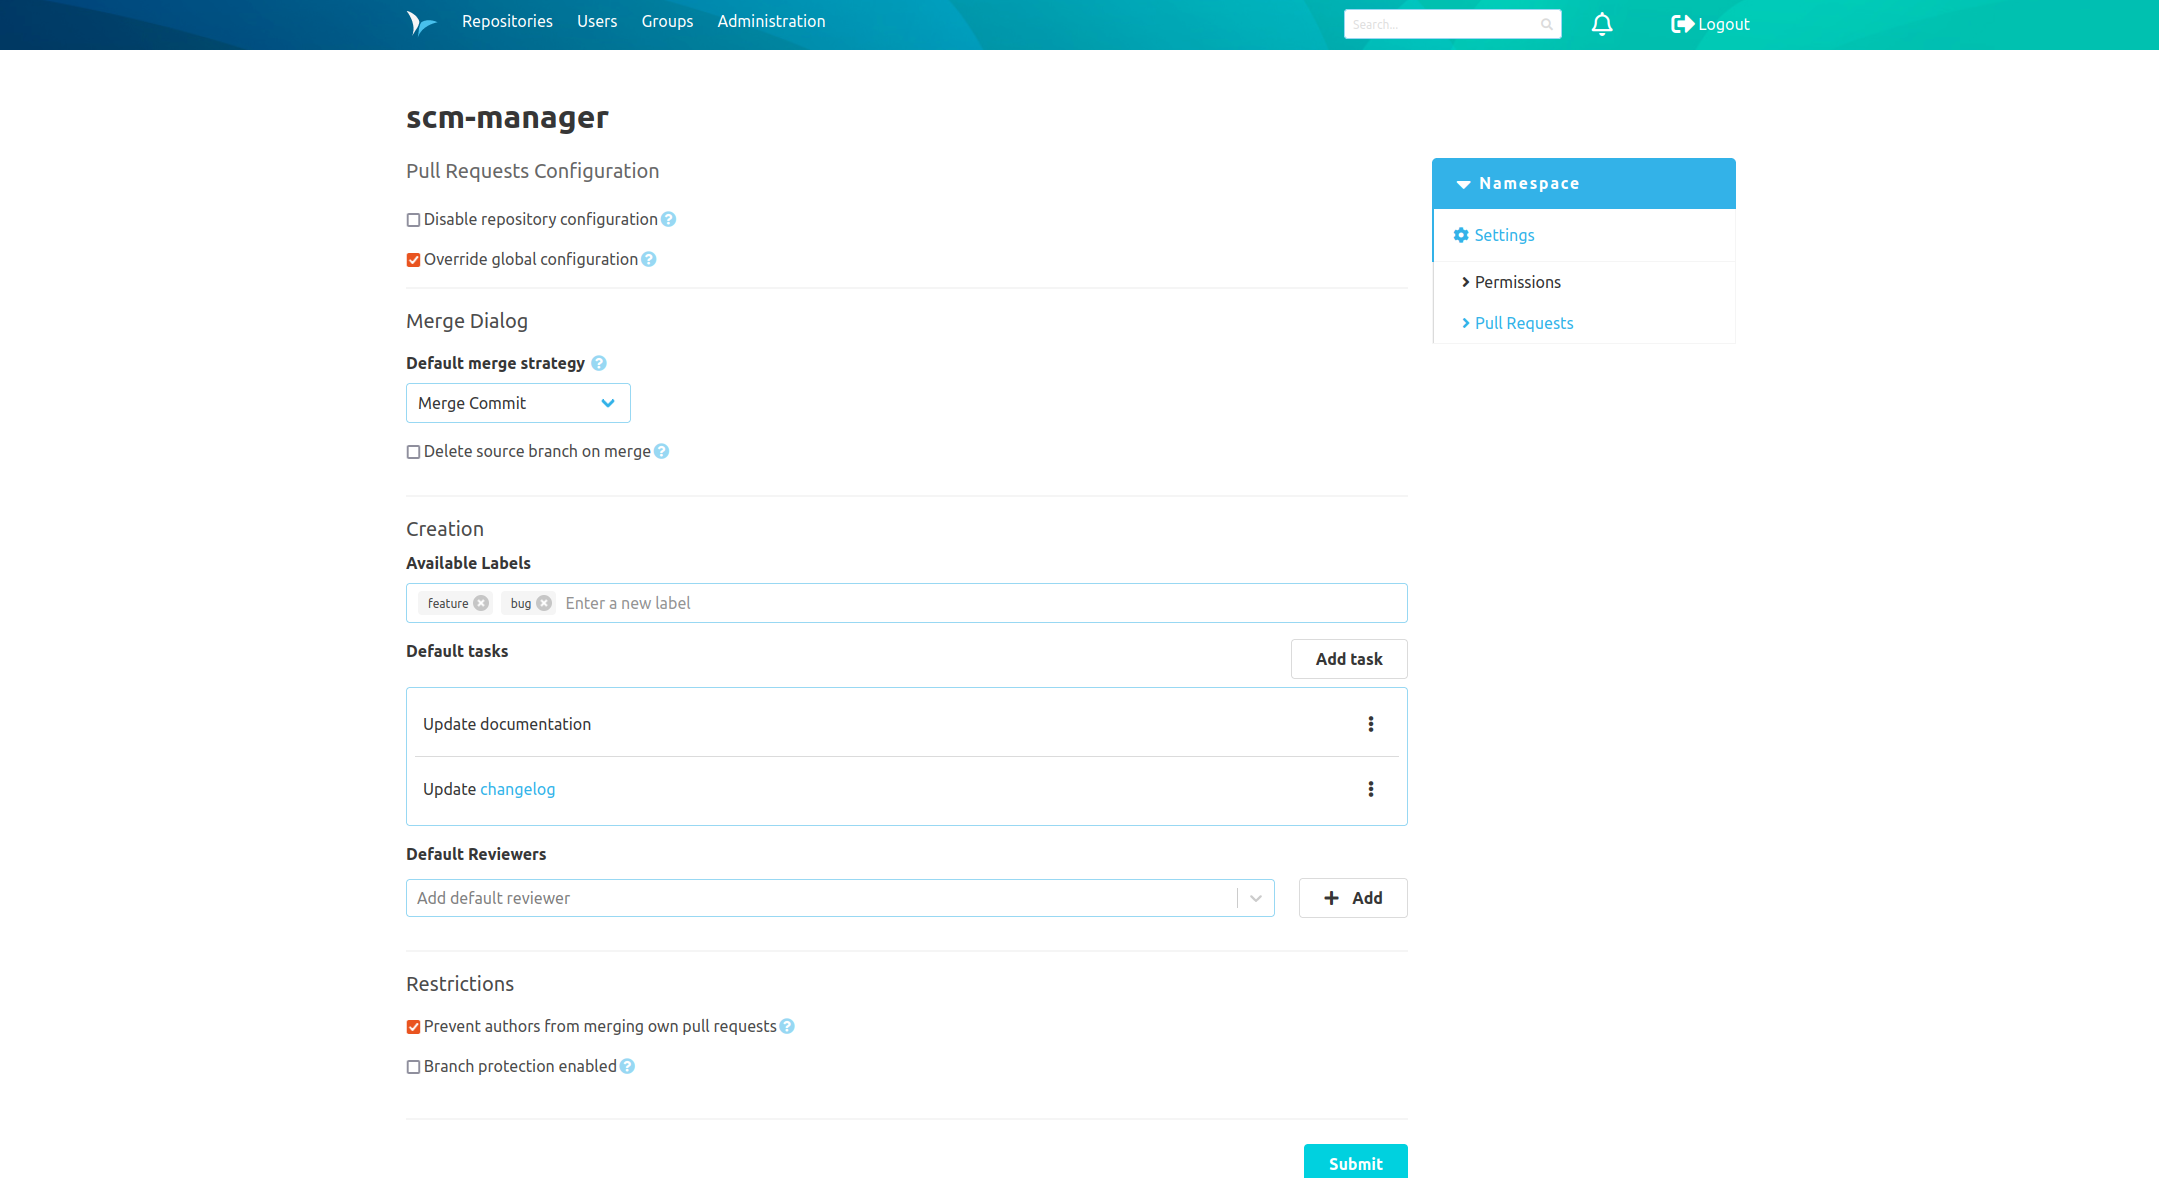 Repositories Users Groups Administration Search... Logout
scm-manager
Pull Requests Configuration
Disable repository configuration
Override global configuration
Merge Dialog
Default merge strategy
Merge Commit
Delete source branch on merge
Creation
Available Labels
feature bug Enter a new label
Default tasks Add task
Update documentation
Update changelog
Default Reviewers
Add default reviewer Add
Restrictions
Prevent authors from merging own pull requests
Branch protection enabled
Submit
Namespace
Settings
Permissions
Pull Requests